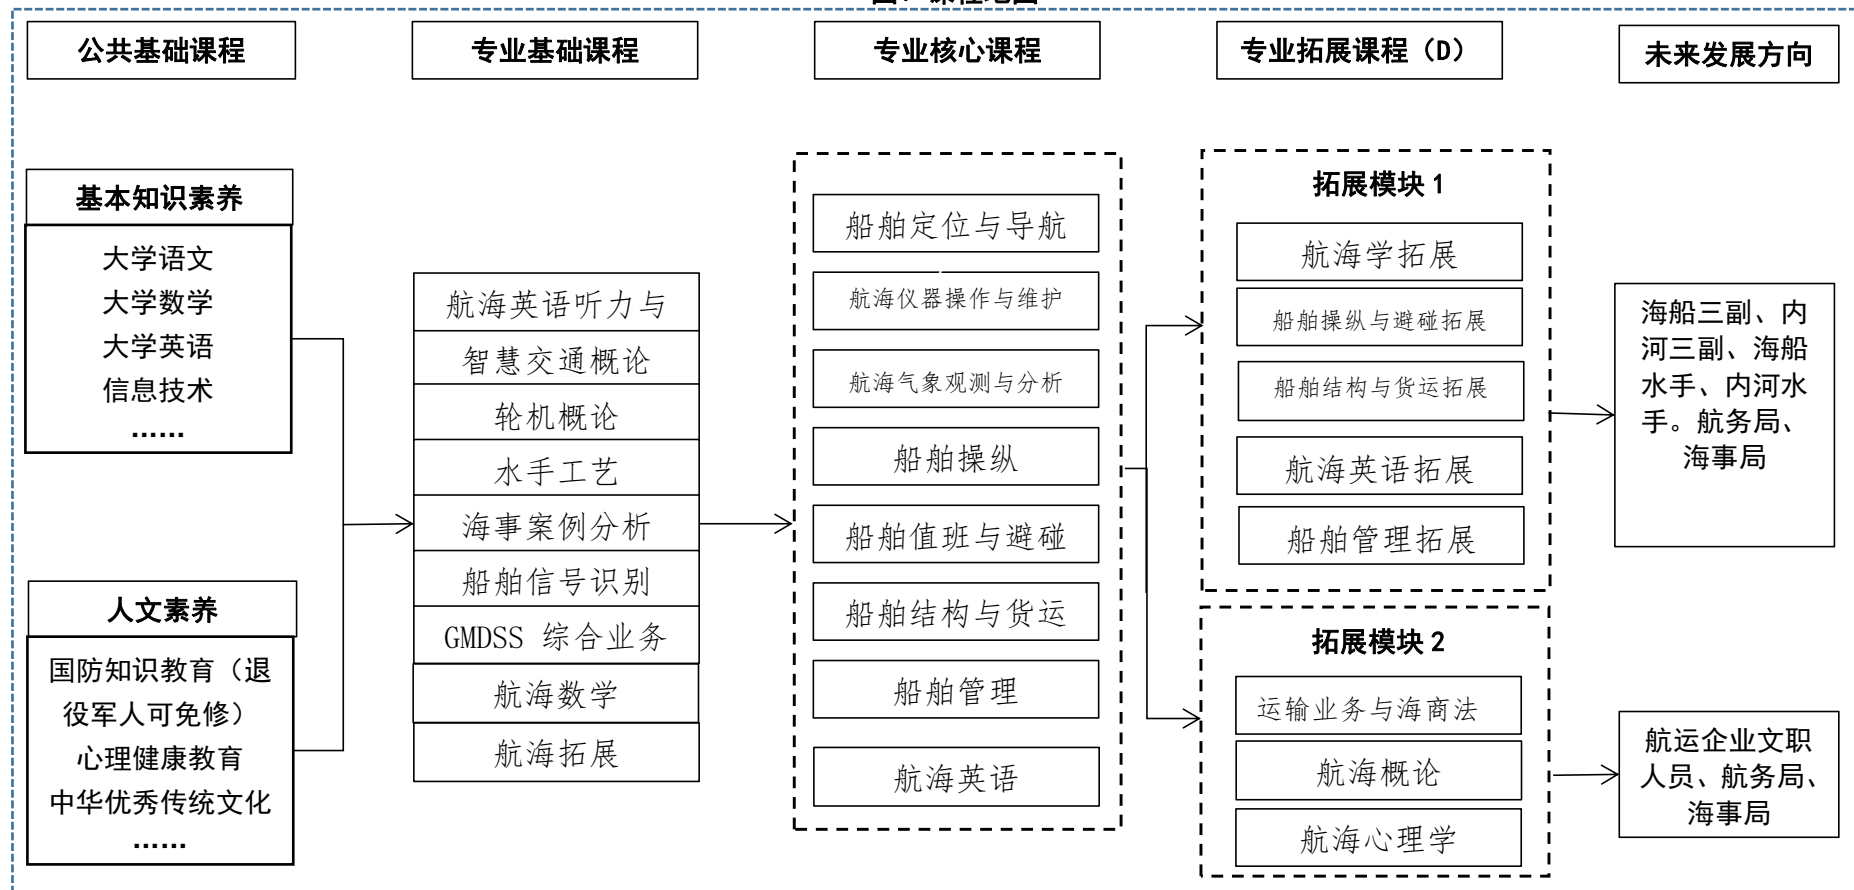 公共基础课程
专业基础课程
专业核心课程
专业拓展课程（D）
未来发展方向
基本知识素养
大学语文
大学数学
大学英语
信息技术
……
人文素养
国防知识教育（退
役军人可免修）
心理健康教育
中华优秀传统文化
……
航海英语听力与
智慧交通概论
轮机概论
水手工艺
海事案例分析
船舶信号识别
GMDSS 综合业务
航海数学
航海拓展
船舶定位与导航
航海仪器操作与维护
航海气象观测与分析
船舶操纵
船舶值班与避碰
船舶结构与货运
船舶管理
航海英语
拓展模块 1
航海学拓展
船舶操纵与避碰拓展
船舶结构与货运拓展
航海英语拓展
船舶管理拓展
拓展模块 2
运输业务与海商法
航海概论
航海心理学
海船三副、内
河三副、海船
水手、内河水
手。航务局、
海事局
航运企业文职
人员、航务局、
海事局